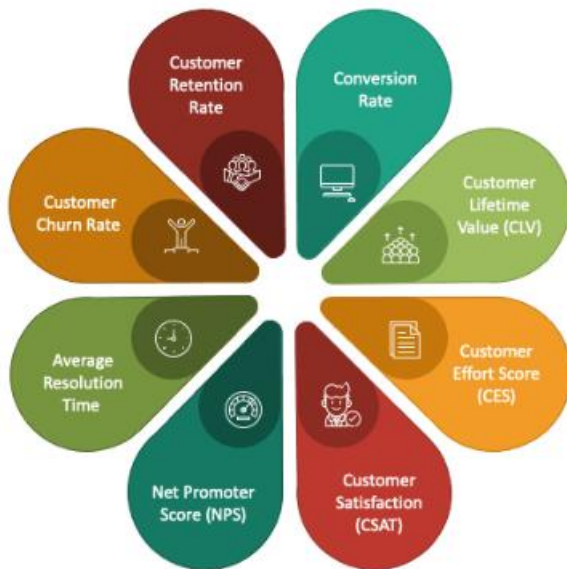 Customer
Retention
Rate
Conversion
Rate
Customer
Lifetime
Value (CLV)
Customer
Effort Score
(CES)
Customer
Satisfaction
(CSAT)
Net Promoter
Score (NPS)
Average
Resolution
Time
Customer
Churn Rate